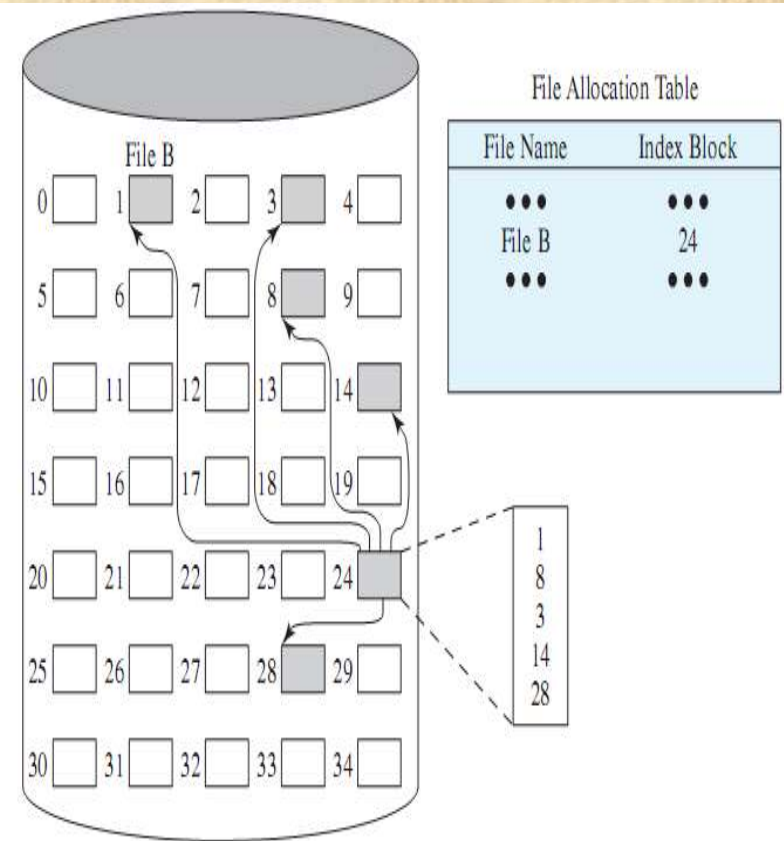 File Allocation Table
File Name Index Block
••• •••
File B 24
••• •••
File B
0 1 2 3 4
5 6 7 8 9
10 11 12 13 14
15 16 17 18 19
20 21 22 23 24
25 26 27 28 29
30 31 32 33 34
1
8
3
14
28